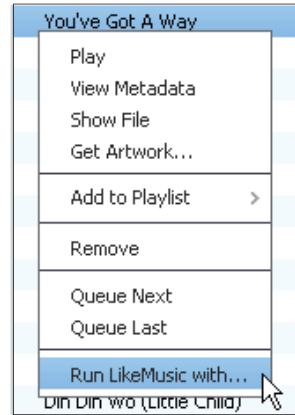 You've Got A Way
Play
View Metadata
Show File
Get Artwork...
Add to Playlist >
Remove
Queue Next
Queue Last
Run LikeMusic with...
Din Din Wo (Little Child)